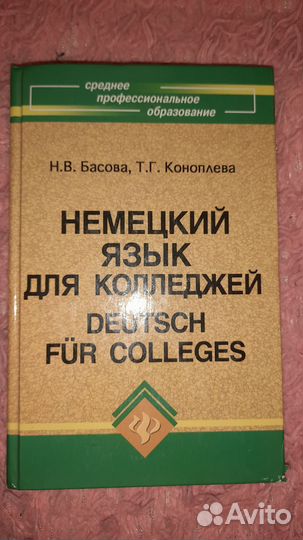 среднее
профессиональное
образование
Н.В. Басова, Т.Г. Коноплева
НЕМЕЦКИЙ
ЯЗЫК
ДЛЯ КОЛЛЕДЖЕЙ
DEUTSCH
FÜR COLLEGES
Avito